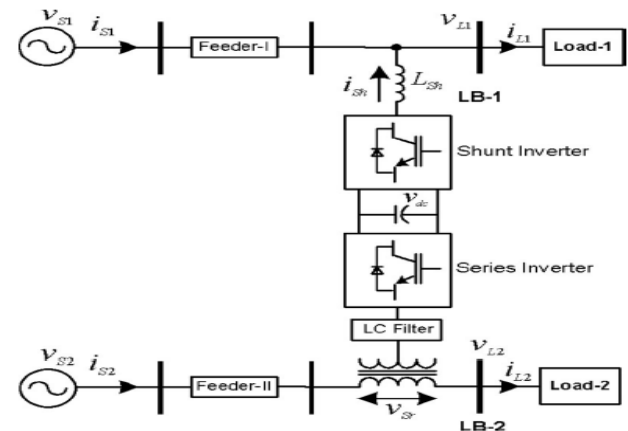 v_S1
i_S1
Feeder-I
v_L1
i_L1
Load-1
LB-1
i_Sh
L_Sh
Shunt Inverter
v_dc
Series Inverter
LC Filter
v_S2
i_S2
Feeder-II
v_Sr
v_L2
i_L2
Load-2
LB-2